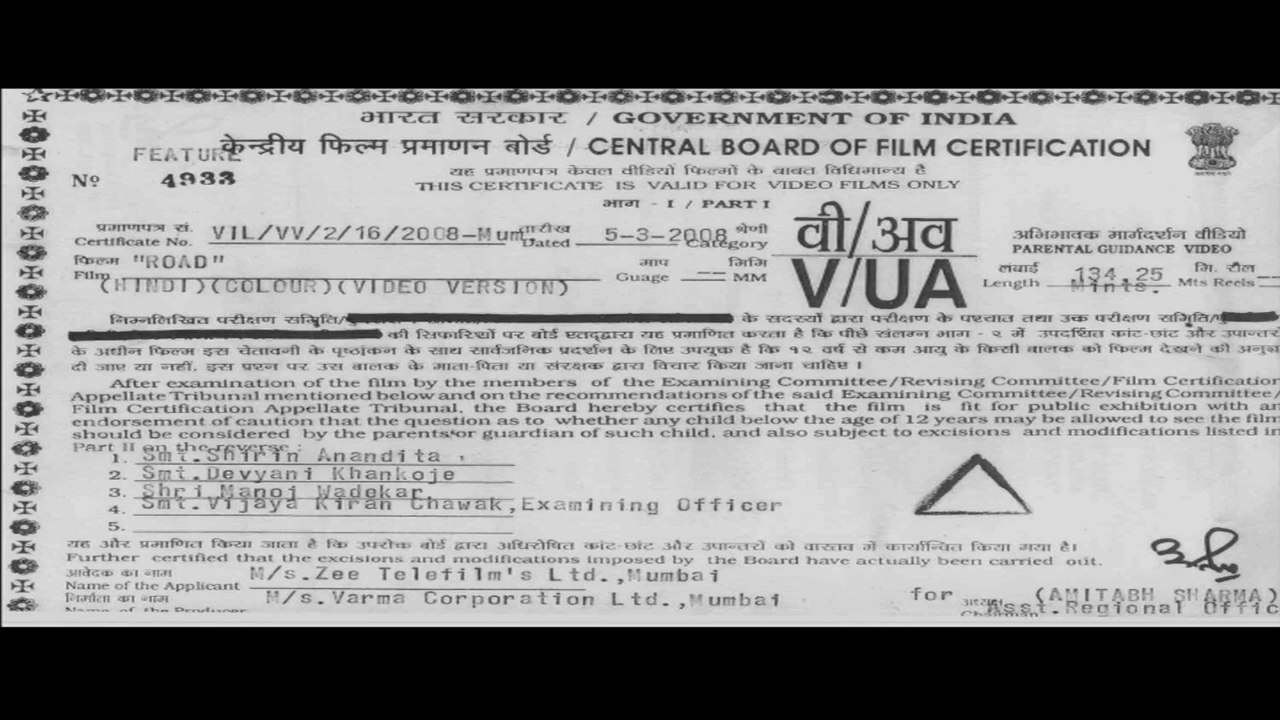 भारत सरकार / GOVERNMENT OF INDIA
केन्द्रीय फिल्म प्रमाणन बोर्ड / CENTRAL BOARD OF FILM CERTIFICATION
FEATURE
Nº 4933
यह प्रमाणपत्र केवल वीडियो फिल्मों के बाबत विधिमान्य है
THIS CERTIFICATE IS VALID FOR VIDEO FILMS ONLY
भाग - I / PART I
प्रमाणपत्र सं. तारीख श्रेणी
Certificate No. VIL/VV/2/16/2008-Mum Dated 5-3-2008 Category
वी/अव
V/UA
अभिभावक मार्गदर्शन वीडियो
PARENTAL GUIDANCE VIDEO
फिल्म "ROAD" माप मिमि लंबाई मि. रील
Film (HINDI)(COLOUR)(VIDEO VERSION) Guage -- MM Length 134.25 Mints. Mts Reels
निम्नलिखित परीक्षण समिति/ के सदस्यों द्वारा परीक्षण के पश्चात तथा उक्त परीक्षण समिति/
की सिफारिशों पर बोर्ड एतद्द्वारा यह प्रमाणित करता है कि पीछे संलग्न भाग - २ में उपदर्शित कांट-छांट और उपान्तर
के अधीन फिल्म इस चेतावनी के पृष्ठांकन के साथ सार्वजनिक प्रदर्शन के लिए उपयुक्त है कि १२ वर्ष से कम आयु के किसी बालक को फिल्म देखने की
दी जाए या नहीं, इस प्रश्न पर उस बालक के माता-पिता या संरक्षक द्वारा विचार किया जाना चाहिए ।
After examination of the film by the members of the Examining Committee/Revising Committee/Film Certification
Appellate Tribunal mentioned below and on the recommendations of the said Examining Committee/Revising Committee/
Film Certification Appellate Tribunal, the Board hereby certifies that the film is fit for public exhibition with an
endorsement of caution that the question as to whether any child below the age of 12 years may be allowed to see the film
should be considered by the parents or guardian of such child, and also subject to excisions and modifications listed in
Part II on the reverse :
1. Smt.Shirin Anandita
2. Smt.Devyani Khankoje
3. Shri Manoj Wadekar
4. Smt.Vijaya Kiran Chawak,Examining Officer
5.
यह और प्रमाणित किया जाता है कि उपरोक्त बोर्ड द्वारा अधिरोपित कांट-छांट और उपान्तरों को वास्तव में कार्यान्वित किया गया है।
Further certified that the excisions and modifications imposed by the Board have actually been carried out.
आवेदक का नाम
Name of the Applicant M/s.Zee Telefilm's Ltd.,Mumbai
निर्माता का नाम
Name of the Producer M/s.Varma Corporation Ltd.,Mumbai
for अध्यक्ष (AMITABH SHARMA)
Chairman Asst.Regional Offic